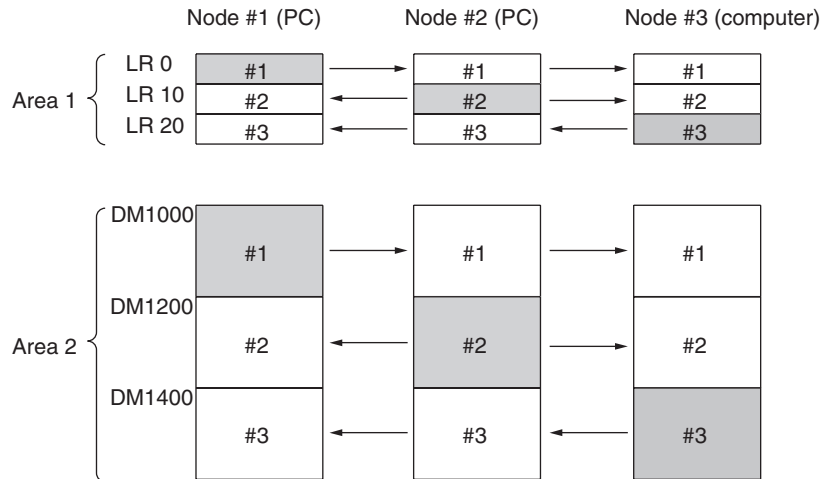 Node #1 (PC) Node #2 (PC) Node #3 (computer)
LR 0 #1 #1 #1
Area 1 LR 10 #2 #2 #2
LR 20 #3 #3 #3
DM1000
#1 #1 #1
DM1200
Area 2 #2 #2 #2
DM1400
#3 #3 #3